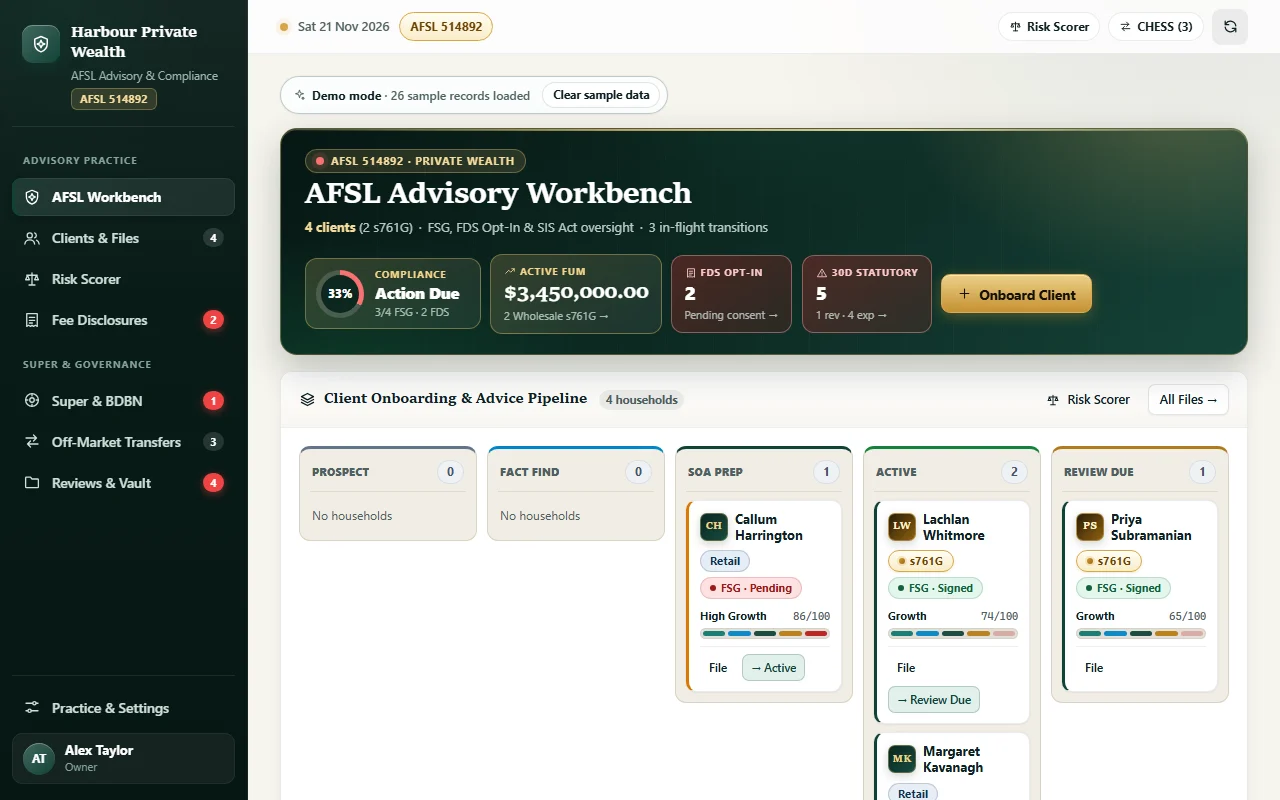 Harbour Private
Wealth
AFSL Advisory & Compliance
AFSL 514892
ADVISORY PRACTICE
AFSL Workbench
Clients & Files 4
Risk Scorer
Fee Disclosures 2
SUPER & GOVERNANCE
Super & BDBN 1
Off-Market Transfers 3
Reviews & Vault 4
Practice & Settings
AT
Alex Taylor
Owner
Sat 21 Nov 2026 AFSL 514892
Risk Scorer CHESS (3)
Demo mode · 26 sample records loaded Clear sample data
AFSL 514892 · PRIVATE WEALTH
AFSL Advisory Workbench
4 clients (2 s761G) · FSG, FDS Opt-In & SIS Act oversight · 3 in-flight transitions
33%
COMPLIANCE
Action Due
3/4 FSG · 2 FDS
ACTIVE FUM
$3,450,000.00
2 Wholesale s761G →
FDS OPT-IN
2
Pending consent →
30D STATUTORY
5
1 rev · 4 exp →
+ Onboard Client
Client Onboarding & Advice Pipeline 4 households
Risk Scorer All Files →
PROSPECT 0
No households
FACT FIND 0
No households
SOA PREP 1
CH
Callum
Harrington
Retail
FSG · Pending
High Growth 86/100
File → Active
ACTIVE 2
LW
Lachlan
Whitmore
s761G
FSG · Signed
Growth 74/100
File
→ Review Due
MK
Margaret
Kavanagh
Retail
REVIEW DUE 1
PS
Priya
Subramanian
s761G
FSG · Signed
Growth 65/100
File